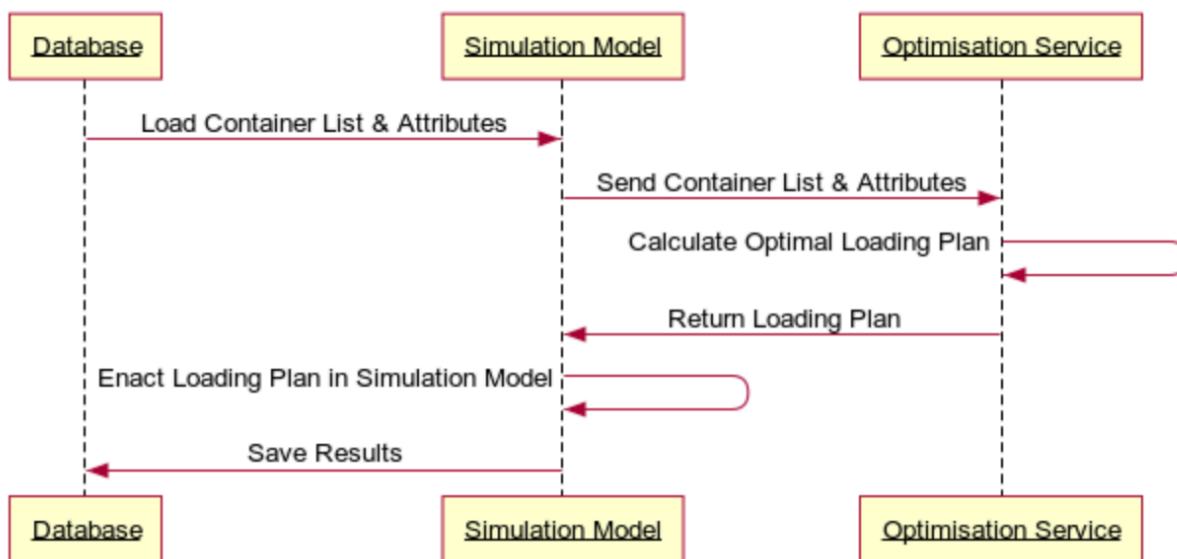 Database
Simulation Model
Optimisation Service
Load Container List & Attributes
Send Container List & Attributes
Calculate Optimal Loading Plan
Return Loading Plan
Enact Loading Plan in Simulation Model
Save Results
Database
Simulation Model
Optimisation Service